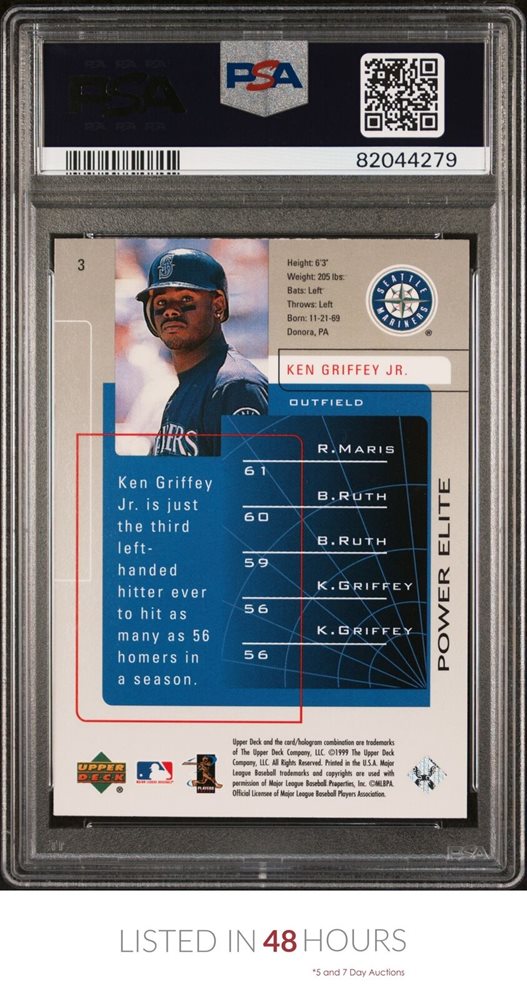 PSA
PSA
82044279
3
Height: 6'3"
Weight: 205 lbs.
Bats: Left
Throws: Left
Born: 11-21-69
Donora, PA
SEATTLE
MARINERS
®
S
KEN GRIFFEY JR.
OUTFIELD
R.MARIS
61
B.RUTH
60
B.RUTH
59
K.GRIFFEY
56
K.GRIFFEY
56
POWER ELITE
Ken Griffey
Jr. is just
the third
left-
handed
hitter ever
to hit as
many as 56
homers in
a season.
Upper Deck and the card/hologram combination are trademarks
of The Upper Deck Company, LLC. ©1999 The Upper Deck
Company, LLC. All Rights Reserved. Printed in the U.S.A. Major
League Baseball trademarks and copyrights are used with
permission of Major League Baseball Properties, Inc. ©MLBPA
Official Licensee of Major League Baseball Players Association.
UPPER
DECK
®
PLAYERS
PSA
LISTED IN 48 HOURS
*5 and 7 Day Auctions